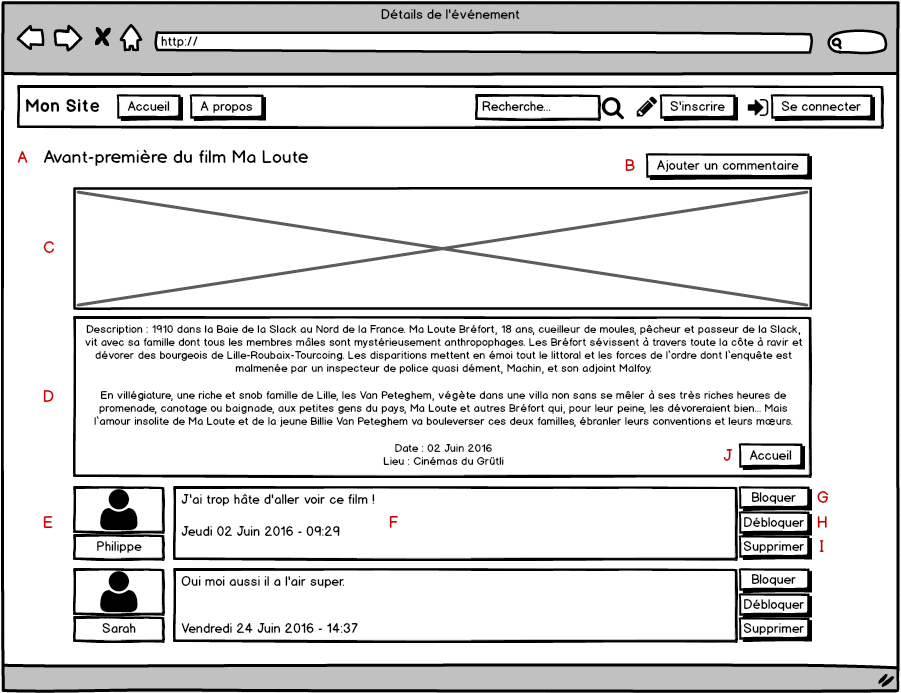 Détails de l'événement
http://
Mon Site Accueil A propos Recherche... S'inscrire Se connecter
A Avant-première du film Ma Loute
B Ajouter un commentaire
C
Description : 1910 dans la Baie de la Slack au Nord de la France. Ma Loute Bréfort, 18 ans, cueilleur de moules, pêcheur et passeur de la Slack,
vit avec sa famille dont tous les membres mâles sont mystérieusement anthropophages. Les Bréfort sévissent à travers toute la côte à ravir et
dévorer des bourgeois de Lille-Roubaix-Tourcoing. Les disparitions mettent en émoi tout le littoral et les forces de l`ordre dont l`enquête est
malmenée par un inspecteur de police quasi dément, Machin, et son adjoint Malfoy.
D
En villégiature, une riche et snob famille de Lille, les Van Peteghem, végète dans une villa non sans se mêler à ses très riches heures de
promenade, canotage ou baignade, aux petites gens du pays, Ma Loute et autres Bréfort qui, pour leur peine, les dévoreraient bien... Mais
l`amour insolite de Ma Loute et de la jeune Billie Van Peteghem va bouleverser ces deux familles, ébranler leurs conventions et leurs mœurs.
Date : 02 Juin 2016
Lieu : Cinémas du Grütli
J Accueil
E
Philippe
J'ai trop hâte d'aller voir ce film !
F
Jeudi 02 Juin 2016 - 09:29
Bloquer G
Débloquer H
Supprimer I
Sarah
Oui moi aussi il a l'air super.
Vendredi 24 Juin 2016 - 14:37
Bloquer
Débloquer
Supprimer